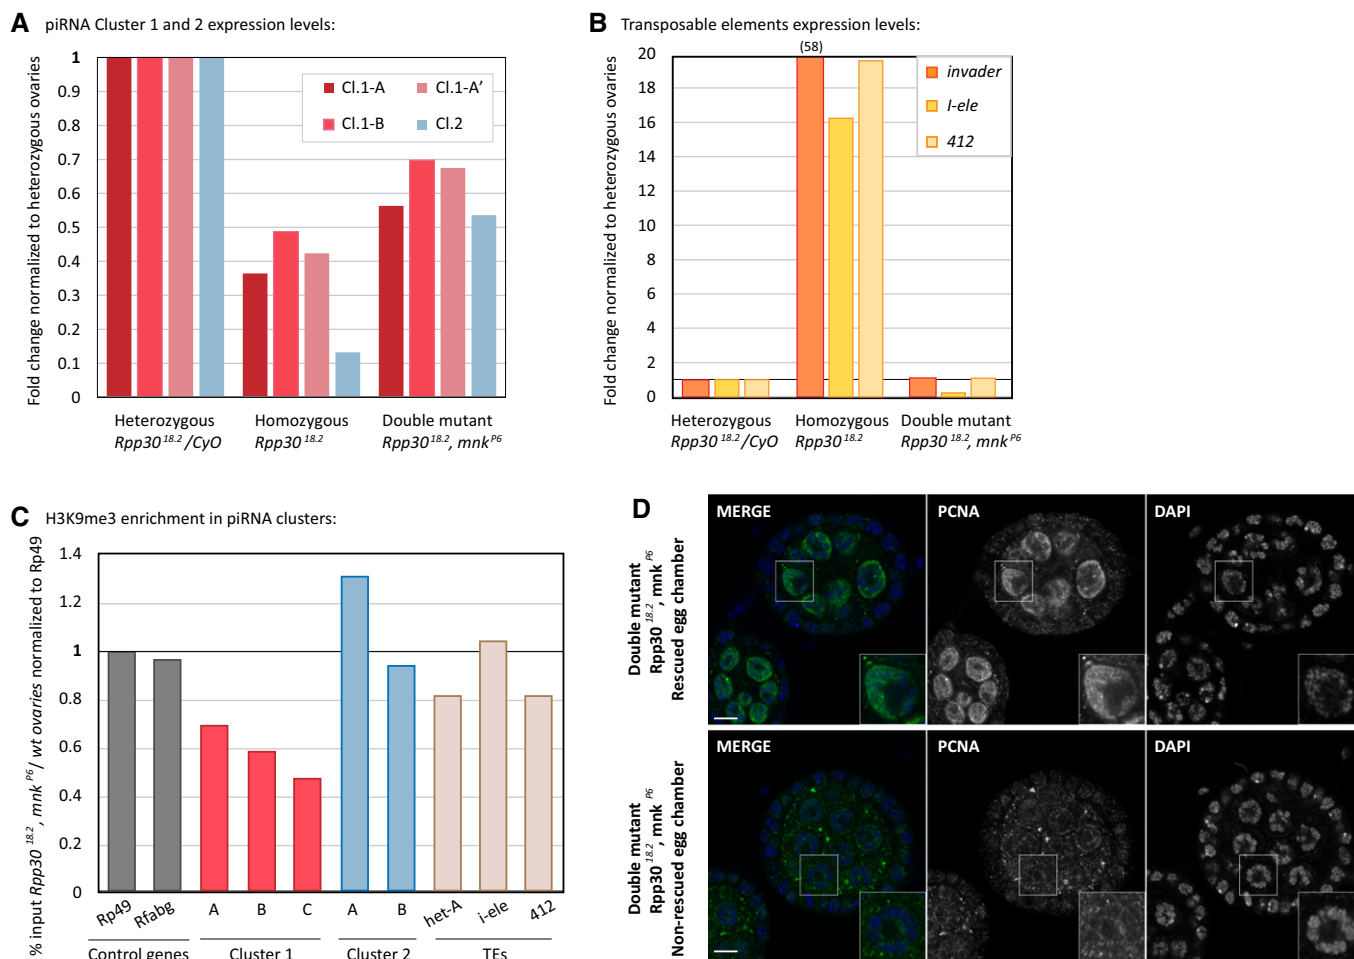 A piRNA Cluster 1 and 2 expression levels:
Fold change normalized to heterozygous ovaries
1
0.9
0.8
0.7
0.6
0.5
0.4
0.3
0.2
0.1
0
Cl.1-A Cl.1-A′
Cl.1-B Cl.2
Heterozygous
Rpp30 18.2 /CyO
Homozygous
Rpp30 18.2
Double mutant
Rpp30 18.2, mnk P6
B Transposable elements expression levels:
Fold change normalized to heterozygous ovaries
(58)
20
18
16
14
12
10
8
6
4
2
0
invader
I-ele
412
Heterozygous
Rpp30 18.2 /CyO
Homozygous
Rpp30 18.2
Double mutant
Rpp30 18.2, mnk P6
C H3K9me3 enrichment in piRNA clusters:
% input Rpp30 18.2, mnk P6 / wt ovaries normalized to Rp49
1.4
1.2
1
0.8
0.6
0.4
0.2
0
Rp49 Rfabg A B C A B het-A i-ele 412
Control genes Cluster 1 Cluster 2 TEs
D
Double mutant
Rpp30 18.2, mnk P6
Rescued egg chamber
MERGE PCNA DAPI
Double mutant
Rpp30 18.2, mnk P6
Non-rescued egg chamber
MERGE PCNA DAPI